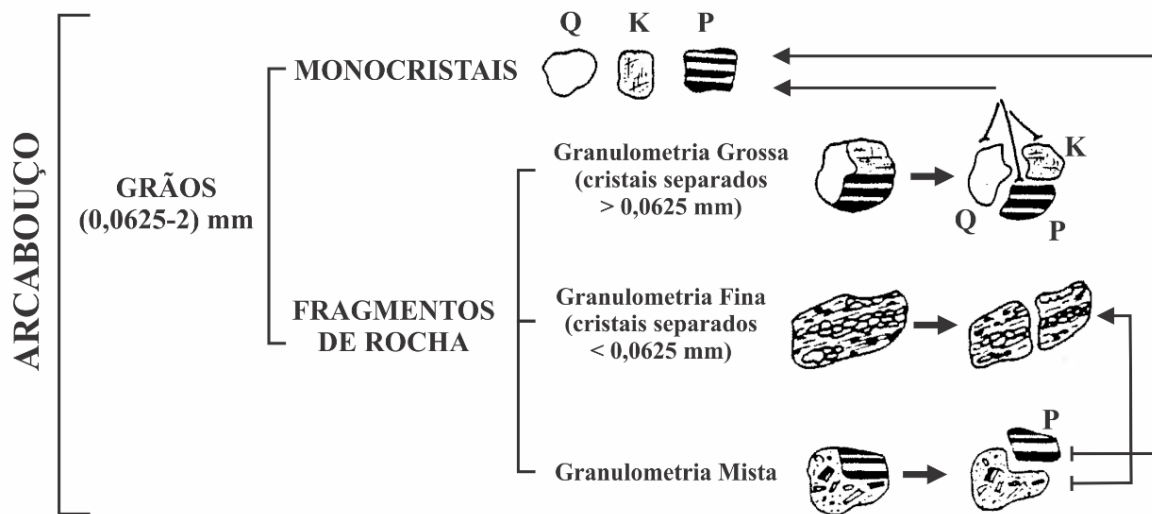 ARCABOUÇO
GRÃOS
(0,0625-2) mm
MONOCRISTAIS
Q K P
Granulometria Grossa
(cristais separados
> 0,0625 mm)
K
Q
P
FRAGMENTOS
DE ROCHA
Granulometria Fina
(cristais separados
< 0,0625 mm)
Granulometria Mista
P